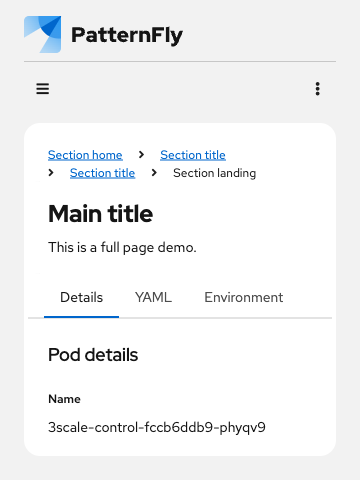 PatternFly
Section home Section title
Section title Section landing
Main title
This is a full page demo.
Details YAML Environment
Pod details
Name
3scale-control-fccb6ddb9-phyqv9